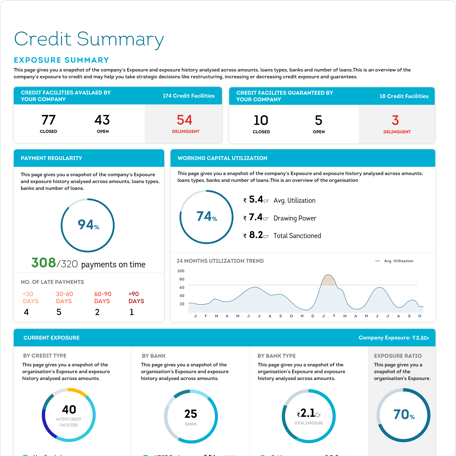 Credit Summary
EXPOSURE SUMMARY
This page gives you a snapshot of the company's Exposure and exposure history analysed across amounts, loans types, banks and number of loans.This is an overview of the
company's exposure to credit and may help you take strategic decisions like restructuring, increasing or decreasing credit exposure and guarantees.
CREDIT FACILITIES AVAILAED BY
YOUR COMPANY
174 Credit Facilities
77
CLOSED
43
OPEN
54
DELINQUENT
CREDIT FACILITLES GUARANTEED BY
YOUR COMPANY
18 Credit Facilities
10
CLOSED
5
OPEN
3
DELINQUENT
PAYMENT REGULARITY
This page gives you a snapshot of the company's Exposure
and exposure history analysed across amounts, loans types,
banks and number of loans.
94%
308/320 payments on time
NO. OF LATE PAYMENTS
<30
DAYS
30-60
DAYS
60-90
DAYS
>90
DAYS
4 5 2 1
WORKING CAPITAL UTILIZATION
This page gives you a snapshot of the company's Exposure and exposure history analysed across amounts,
loans types, banks and number of loans.This is an overview of the organisation
74%
₹ 5.4cr Avg. Utilization
₹ 7.4cr Drawing Power
₹ 8.2cr Total Sanctioned
24 MONTHS UTILIZATION TREND
Avg. Utilisation
100
80
60
40
20
J F M A M J J A S O N D J F M A M J J A S O
CURRENT EXPOSURE
Company Exposure: ₹2.1Cr
BY CREDIT TYPE
This page gives you a snapshot of the
organisation's Exposure and exposure
history analysed across amounts.
40
ACTIVE CREDIT
FACILITIES
BY BANK
This page gives you a snapshot of the
organisation's Exposure and exposure
history analysed across amounts.
25
BANKS
BY BANK TYPE
This page gives you a snapshot of the
organisation's Exposure and exposure
history analysed across amounts.
₹2.1Cr
TOTAL EXPOSURE
EXPOSURE RATIO
This page gives you a
snapshot of the
organisation's Exposure.
70%